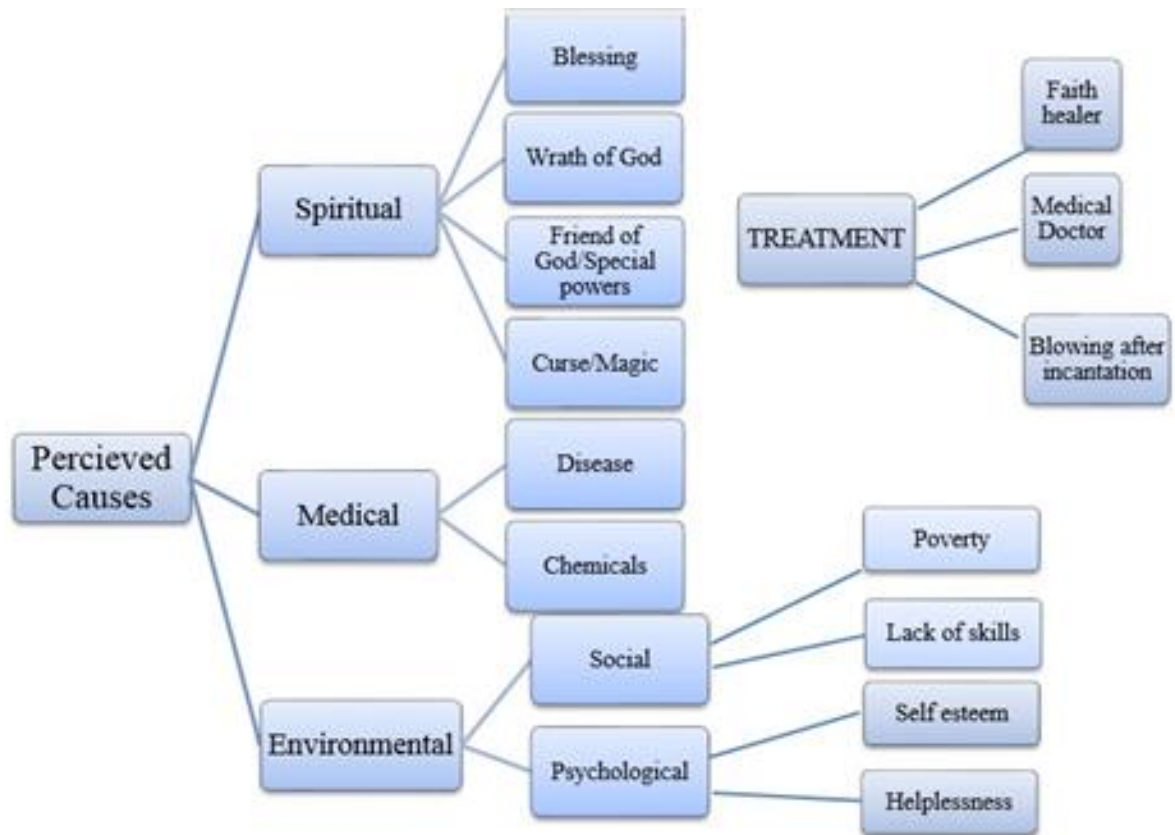 Percieved
Causes
Spiritual
Blessing
Wrath of God
Friend of
God/Special
powers
Curse/Magic
Medical
Disease
Chemicals
Environmental
Social
Poverty
Lack of skills
Psychological
Self esteem
Helplessness
TREATMENT
Faith
healer
Medical
Doctor
Blowing after
incantation